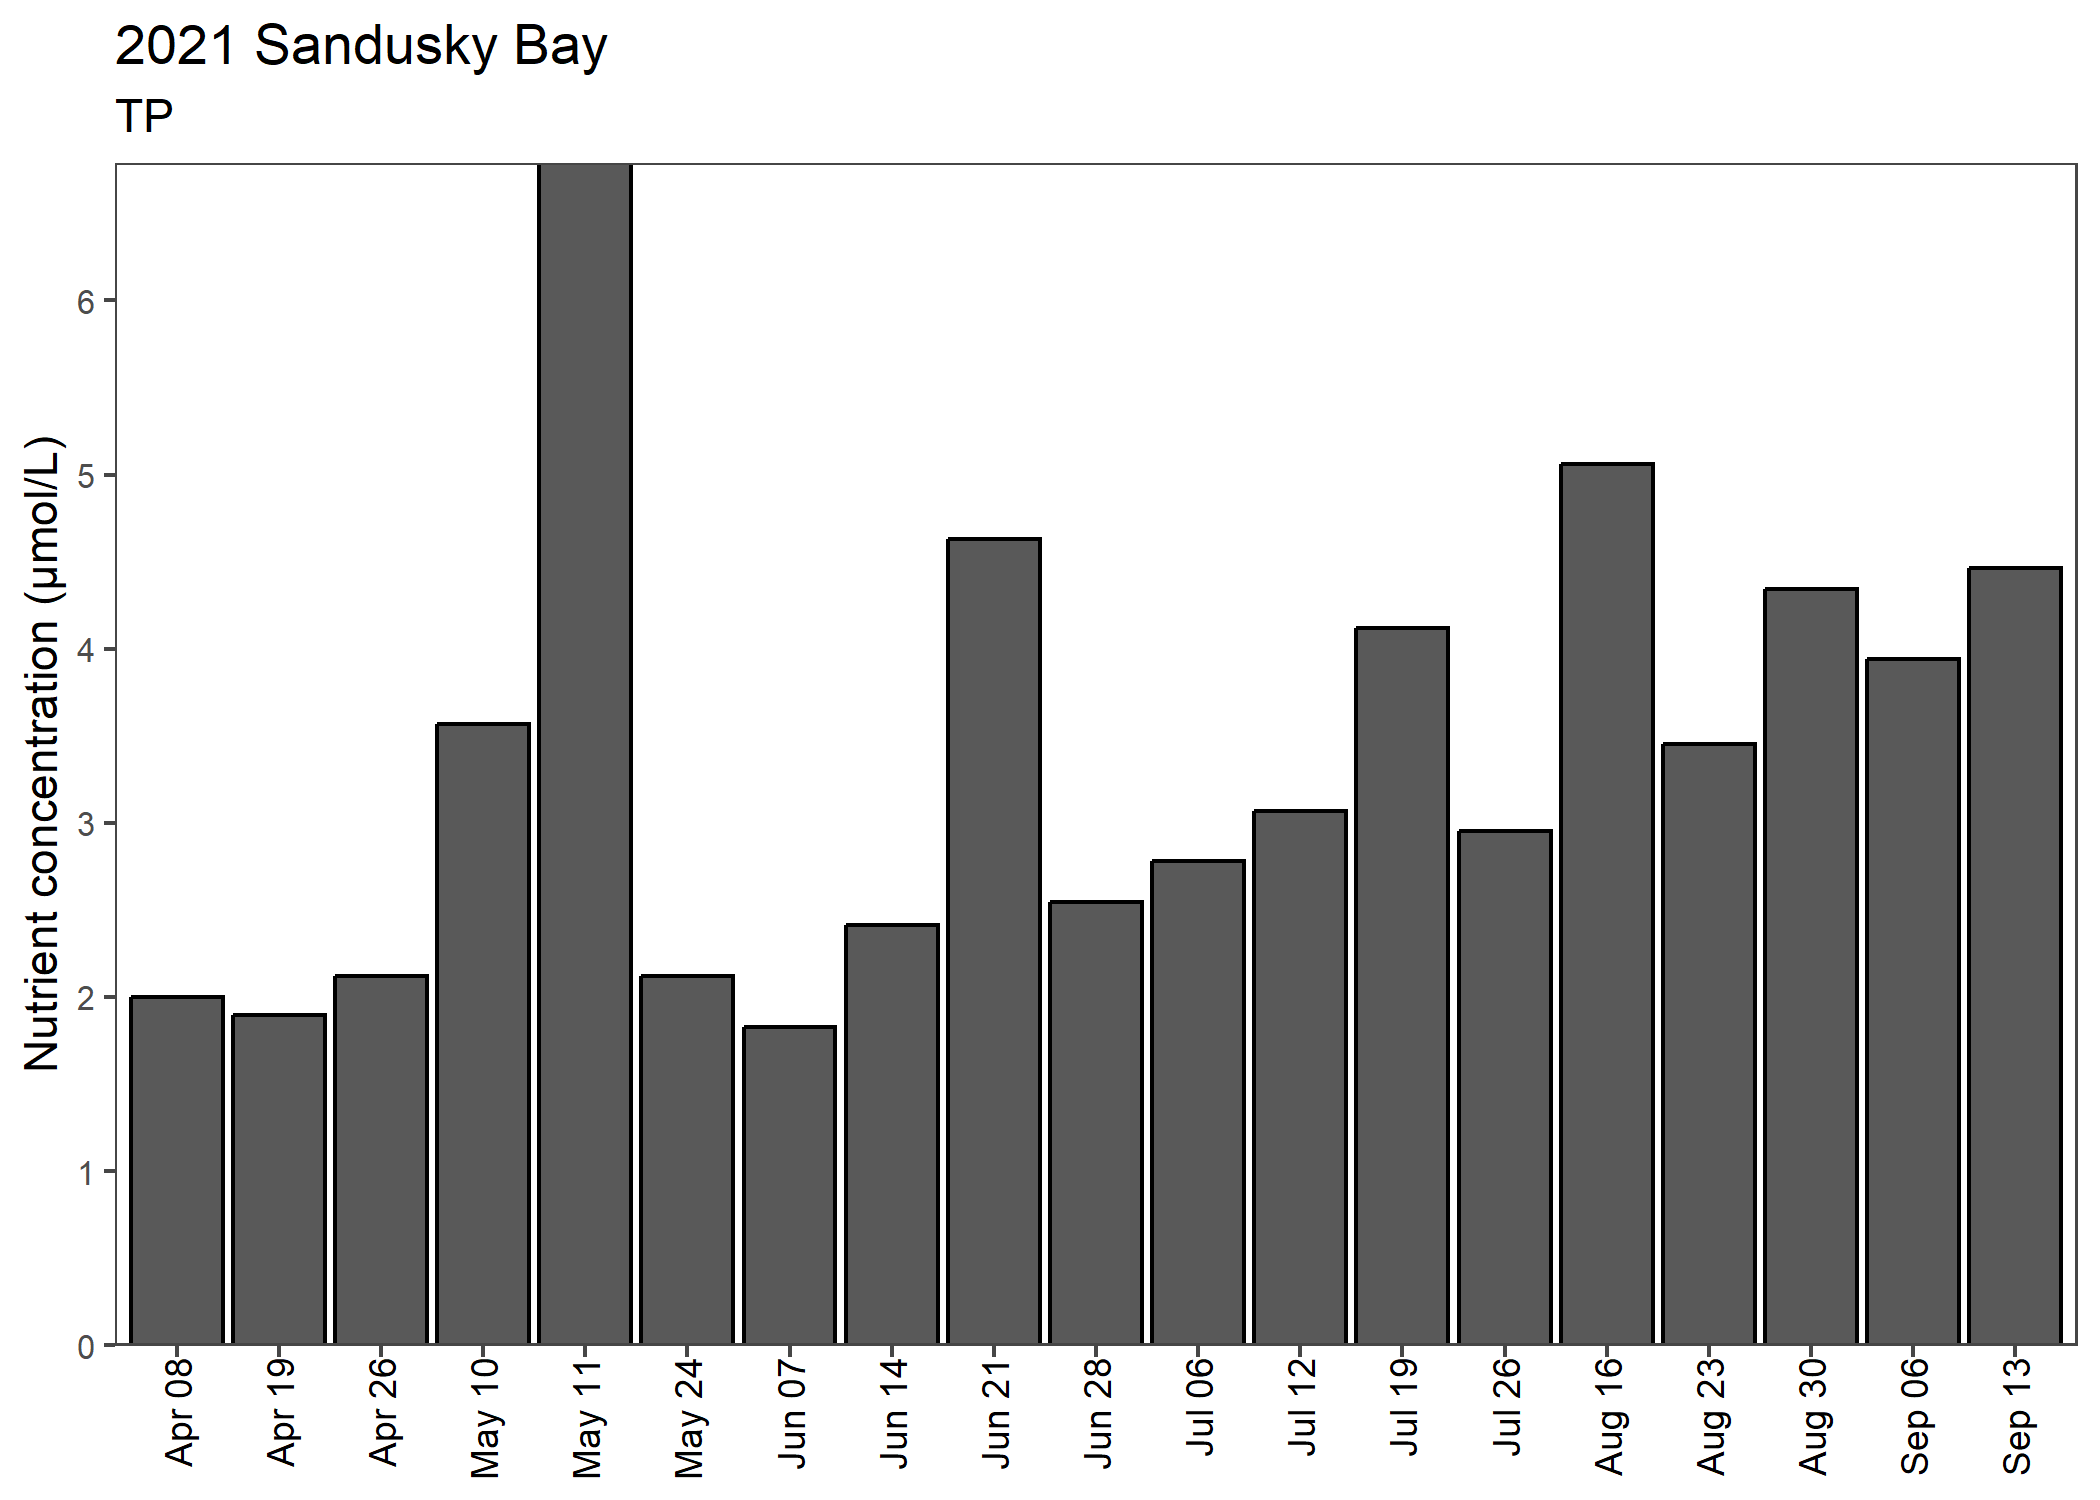 2021 Sandusky Bay
TP
Nutrient concentration (µmol/L)
6
5
4
3
2
1
0
Apr 08
Apr 19
Apr 26
May 10
May 11
May 24
Jun 07
Jun 14
Jun 21
Jun 28
Jul 06
Jul 12
Jul 19
Jul 26
Aug 16
Aug 23
Aug 30
Sep 06
Sep 13